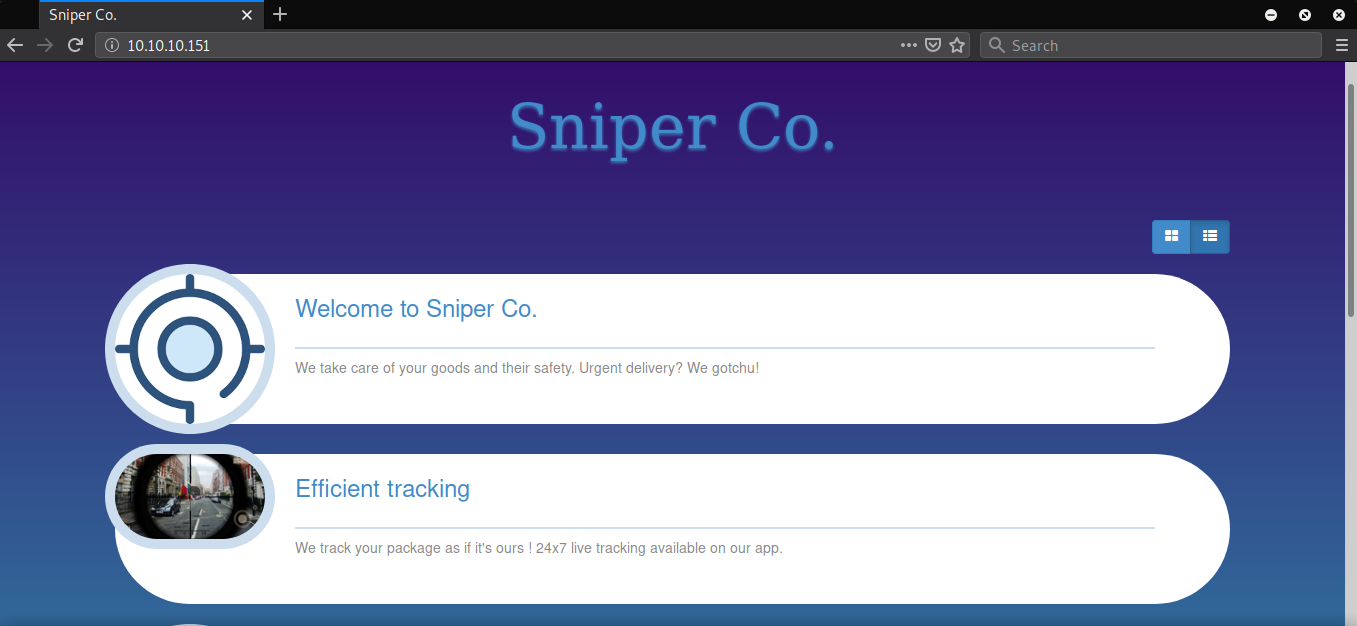 Sniper Co.
10.10.10.151
Search
Sniper Co.
Welcome to Sniper Co.
We take care of your goods and their safety. Urgent delivery? We gotchu!
Efficient tracking
We track your package as if it's ours ! 24x7 live tracking available on our app.